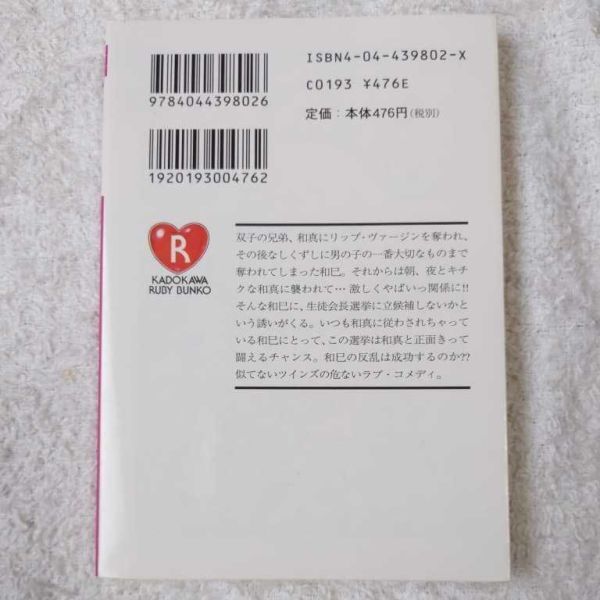 ISBN4-04-439802-X
C0193 ¥476E
定価：本体476円(税別)
9784044398026
1920193004762
R
KADOKAWA
RUBY BUNKO
双子の兄弟、和真にリップ・ヴァージンを奪われ、
その後なしくずしに男の子の一番大切なものまで
奪われてしまった和巳。それからは朝、夜とキチ
クな和真に襲われて…激しくやばいっ関係に!!
そんな和巳に、生徒会長選挙に立候補しないかと
いう誘いがくる。いつも和真に従わされちゃって
いる和巳にとって、この選挙は和真と正面きって
闘えるチャンス。和巳の反乱は成功するのか??
似てないツインズの危ないラブ・コメディ。